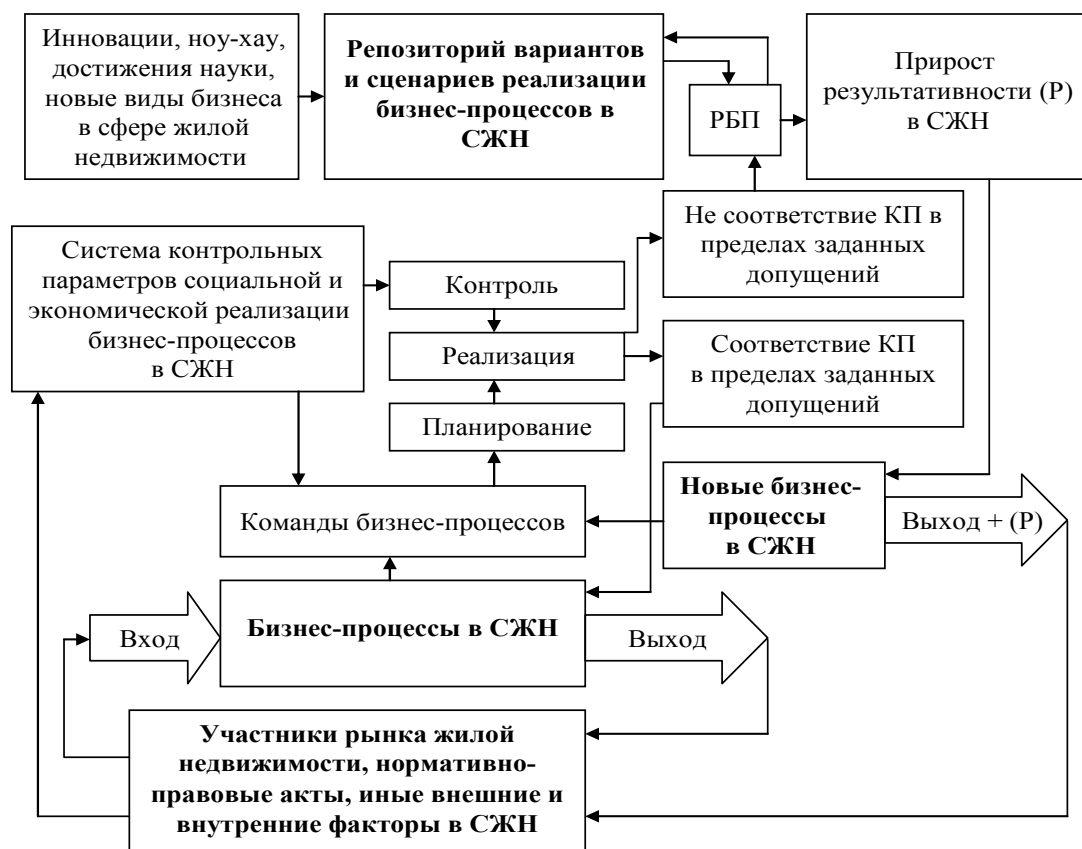 Инновации, ноу-хау,
достижения науки,
новые виды бизнеса
в сфере жилой
недвижимости
Репозиторий вариантов
и сценариев реализации
бизнес-процессов в
СЖН
РБП
Прирост
результативности (Р)
в СЖН
Не соответствие КП в
пределах заданных
допущений
Система контрольных
параметров социальной и
экономической реализации
бизнес-процессов
в СЖН
Контроль
Реализация
Планирование
Соответствие КП
в пределах заданных
допущений
Команды бизнес-процессов
Новые бизнес-
процессы
в СЖН
Выход + (Р)
Вход
Бизнес-процессы в СЖН
Выход
Участники рынка жилой
недвижимости, нормативно-
правовые акты, иные внешние и
внутренние факторы в СЖН